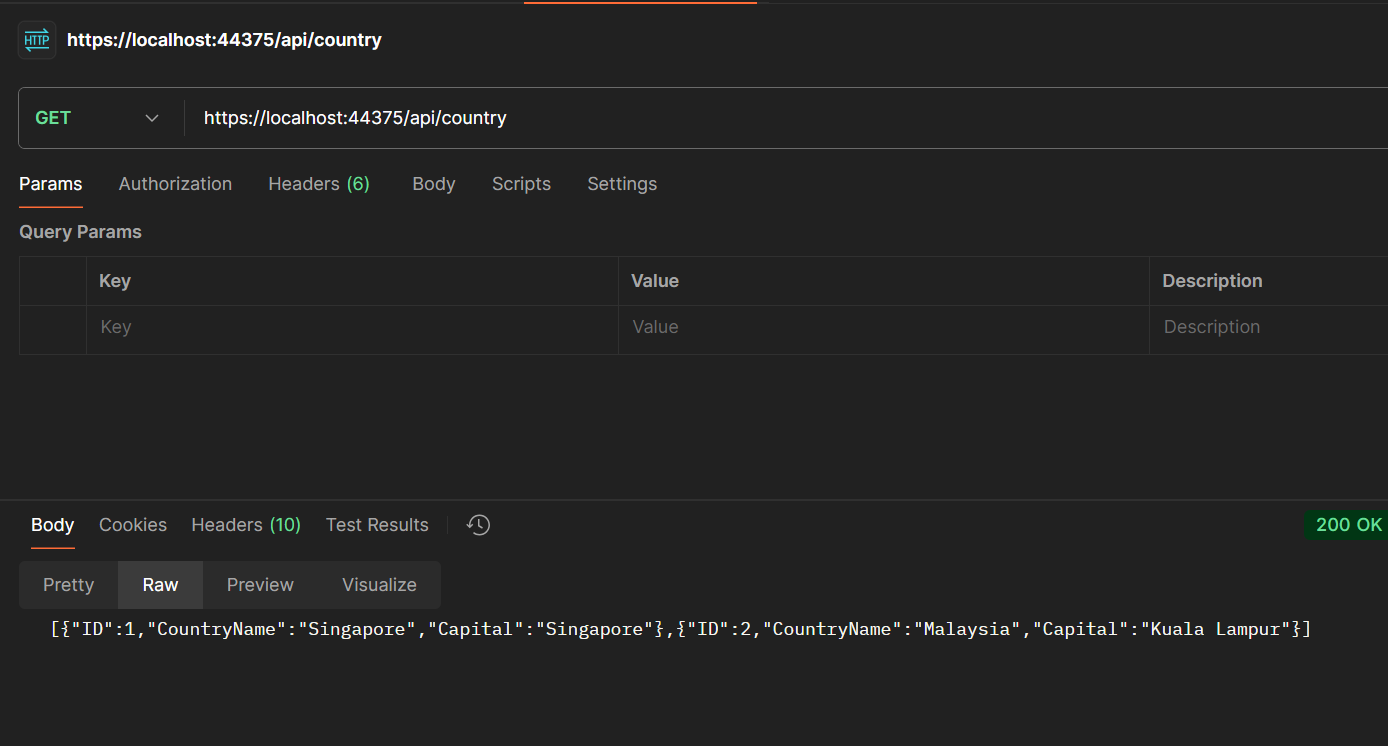 HTTP https://localhost:44375/api/country
GET https://localhost:44375/api/country
Params Authorization Headers (6) Body Scripts Settings
Query Params
Key Value Description
Key Value Description
Body Cookies Headers (10) Test Results 200 OK
Pretty Raw Preview Visualize
[{"ID":1,"CountryName":"Singapore","Capital":"Singapore"},{"ID":2,"CountryName":"Malaysia","Capital":"Kuala Lampur"}]